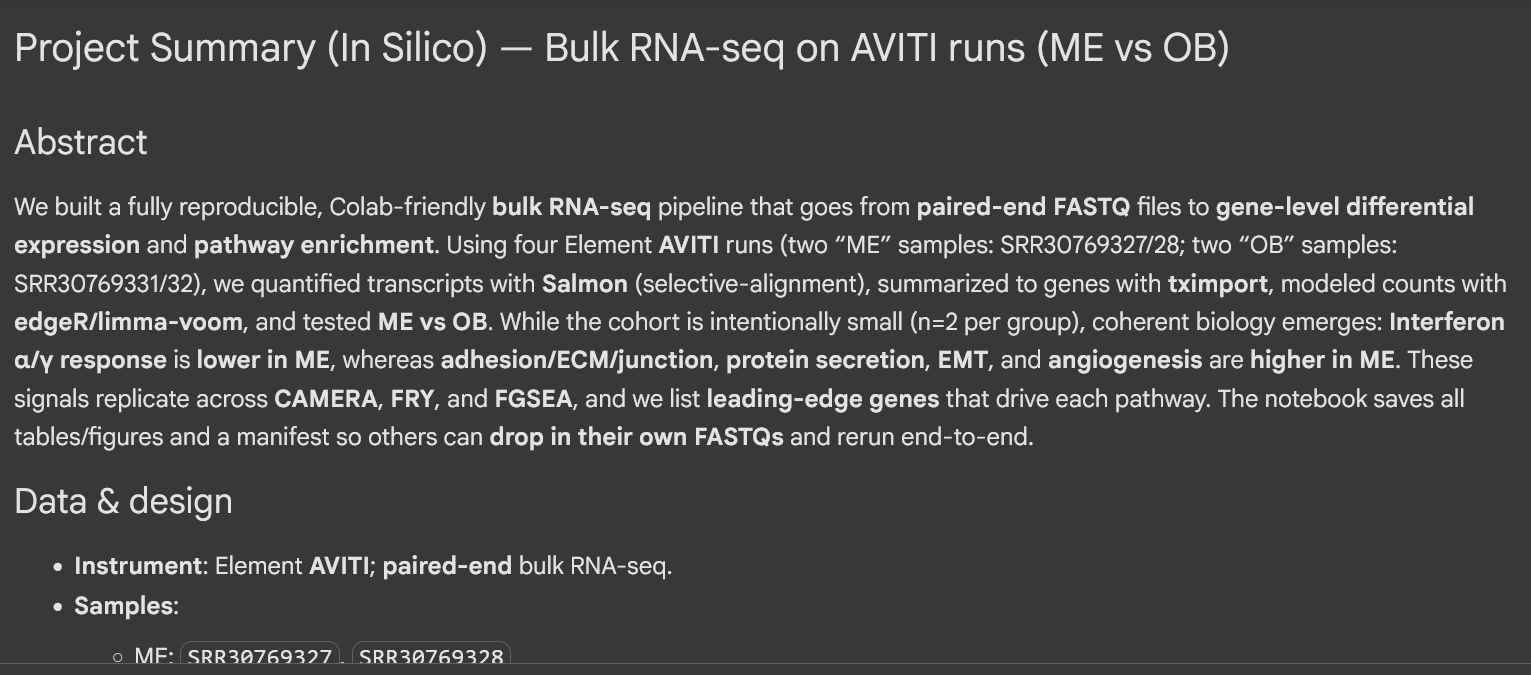 Project Summary (In Silico) — Bulk RNA-seq on AVITI runs (ME vs OB)
Abstract
We built a fully reproducible, Colab-friendly bulk RNA-seq pipeline that goes from paired-end FASTQ files to gene-level differential
expression and pathway enrichment. Using four Element AVITI runs (two “ME” samples: SRR30769327/28; two “OB” samples:
SRR30769331/32), we quantified transcripts with Salmon (selective-alignment), summarized to genes with tximport, modeled counts with
edgeR/limma-voom, and tested ME vs OB. While the cohort is intentionally small (n=2 per group), coherent biology emerges: Interferon
α/γ response is lower in ME, whereas adhesion/ECM/junction, protein secretion, EMT, and angiogenesis are higher in ME. These
signals replicate across CAMERA, FRY, and FGSEA, and we list leading-edge genes that drive each pathway. The notebook saves all
tables/figures and a manifest so others can drop in their own FASTQs and rerun end-to-end.
Data & design
• Instrument: Element AVITI; paired-end bulk RNA-seq.
• Samples:
○ ME: SRR30769327, SRR30769328